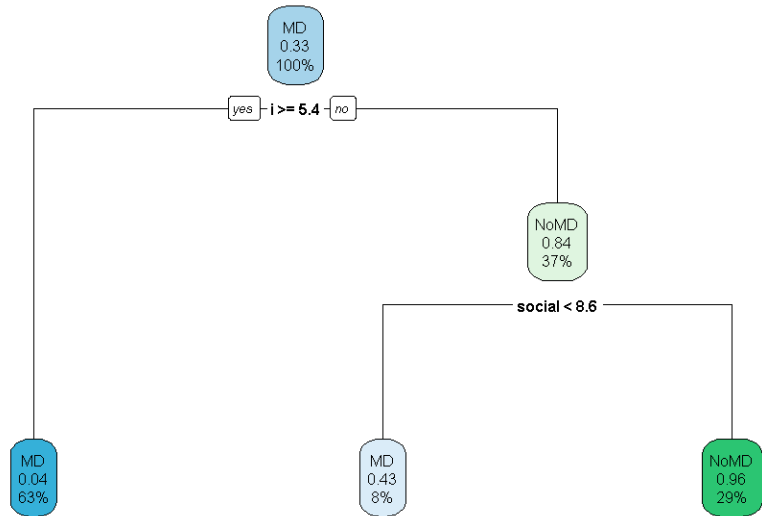 MD
0.33
100%
yes i >= 5.4 no
NoMD
0.84
37%
social < 8.6
MD
0.04
63%
MD
0.43
8%
NoMD
0.96
29%